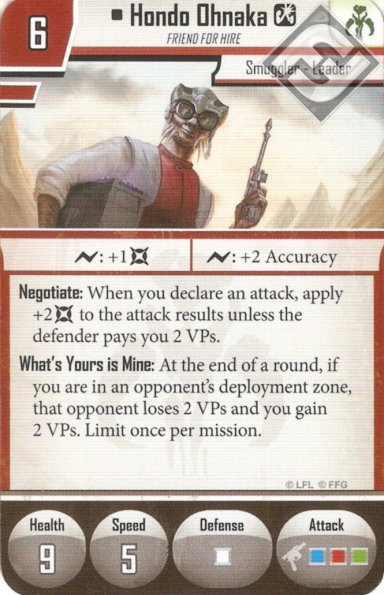 6
Hondo Ohnaka
FRIEND FOR HIRE
Smuggler - Leader
: +1
: +2 Accuracy
Negotiate: When you declare an attack, apply
+2 to the attack results unless the
defender pays you 2 VPs.
What's Yours is Mine: At the end of a round, if
you are in an opponent's deployment zone,
that opponent loses 2 VPs and you gain
2 VPs. Limit once per mission.
© LFL © FFG
Health
Speed
Defense
Attack
9
5